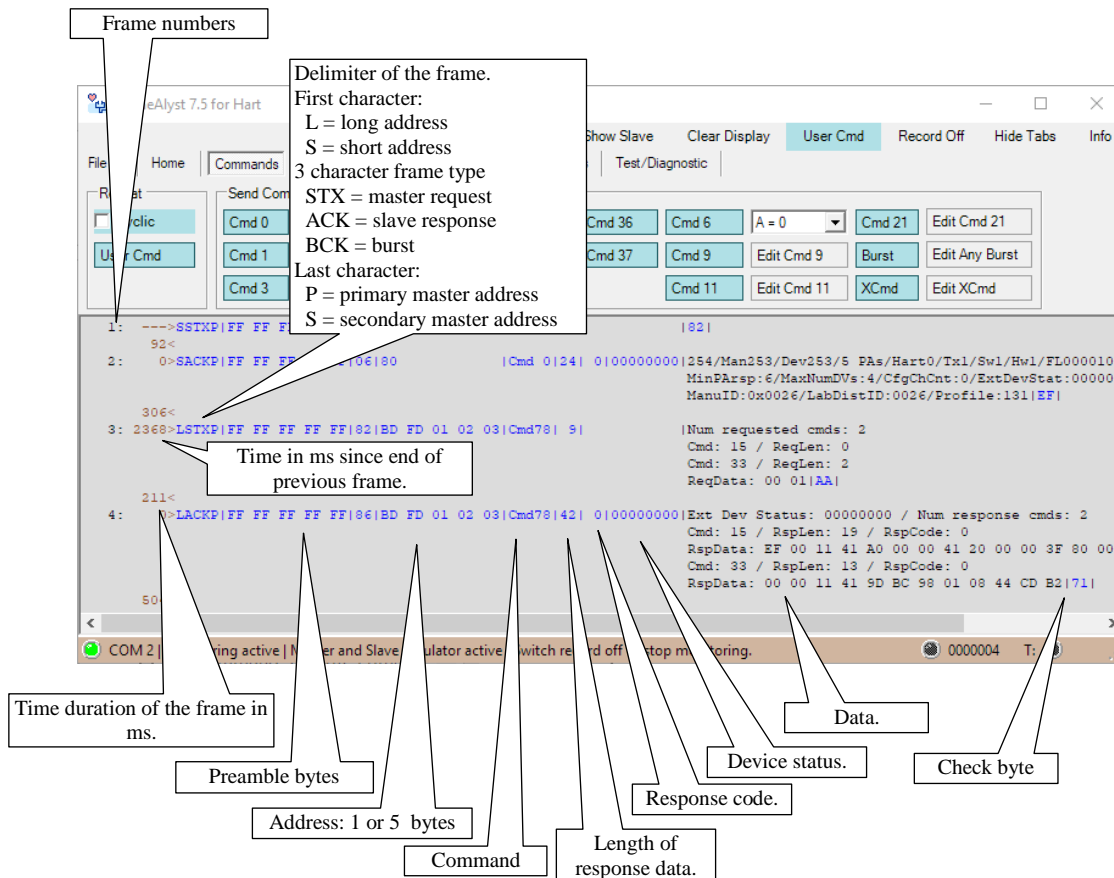 Frame numbers
Delimiter of the frame.
First character:
L = long address
S = short address
3 character frame type
STX = master request
ACK = slave response
BCK = burst
Last character:
P = primary master address
S = secondary master address
eAlyst 7.5 for Hart
Show Slave Clear Display User Cmd Record Off Hide Tabs Info
File Home Commands Test/Diagnostic
Send Com
Cmd 0 Cmd 36 Cmd 6 A = 0 Cmd 21 Edit Cmd 21
User Cmd Cmd 1 Cmd 37 Cmd 9 Edit Cmd 9 Burst Edit Any Burst
Cmd 3 Cmd 11 Edit Cmd 11 XCmd Edit XCmd
1: --->SSTXP|FF FF F |82|
92<
2: 0>SACKP|FF FF FF |06|80 |Cmd 0|24| 0|00000000|254/Man253/Dev253/5 PAs/Hart0/Tx1/Sw1/Hw1/FL000010
MinPArsp:6/MaxNumDVs:4/CfgChCnt:0/ExtDevStat:00000
ManuID:0x0026/LabDistID:0026/Profile:131|EF|
306<
3: 2368>LSTXP|FF FF FF FF FF|82|BD FD 01 02 03|Cmd78| 9| |Num requested cmds: 2
Cmd: 15 / ReqLen: 0
Cmd: 33 / ReqLen: 2
ReqData: 00 01|AA|
Time in ms since end of
previous frame.
211<
4: 0>LACKP|FF FF FF FF FF|86|BD FD 01 02 03|Cmd78|42| 0|00000000|Ext Dev Status: 00000000 / Num response cmds: 2
Cmd: 15 / RspLen: 19 / RspCode: 0
RspData: EF 00 11 41 A0 00 00 41 20 00 00 3F 80 00
Cmd: 33 / RspLen: 13 / RspCode: 0
RspData: 00 00 11 41 9D BC 98 01 08 44 CD B2|71|
50
COM 2 | ring active | M er and Slave ulator active witch record off stop monitoring. 0000004 T:
Time duration of the frame in
ms.
Data.
Device status.
Check byte
Preamble bytes
Response code.
Address: 1 or 5 bytes
Length of
response data.
Command